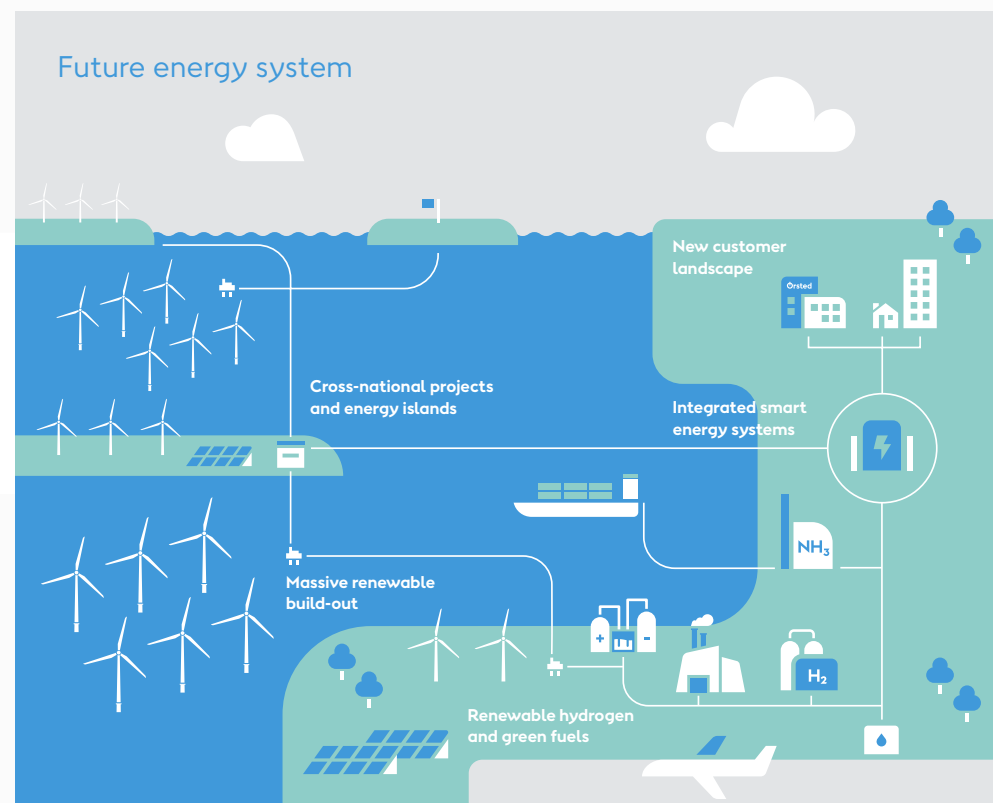 Future energy system
New customer
landscape
Ørsted
Cross-national projects
and energy islands
Integrated smart
energy systems
NH₃
Massive renewable
build-out
+
-
H₂
Renewable hydrogen
and green fuels